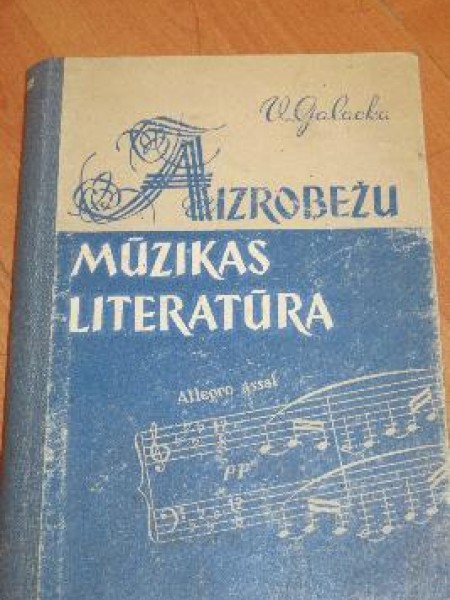 V. Galacka
AIZROBEŽU
MŪZIKAS
LITERATŪRA
Allegro assai
pp